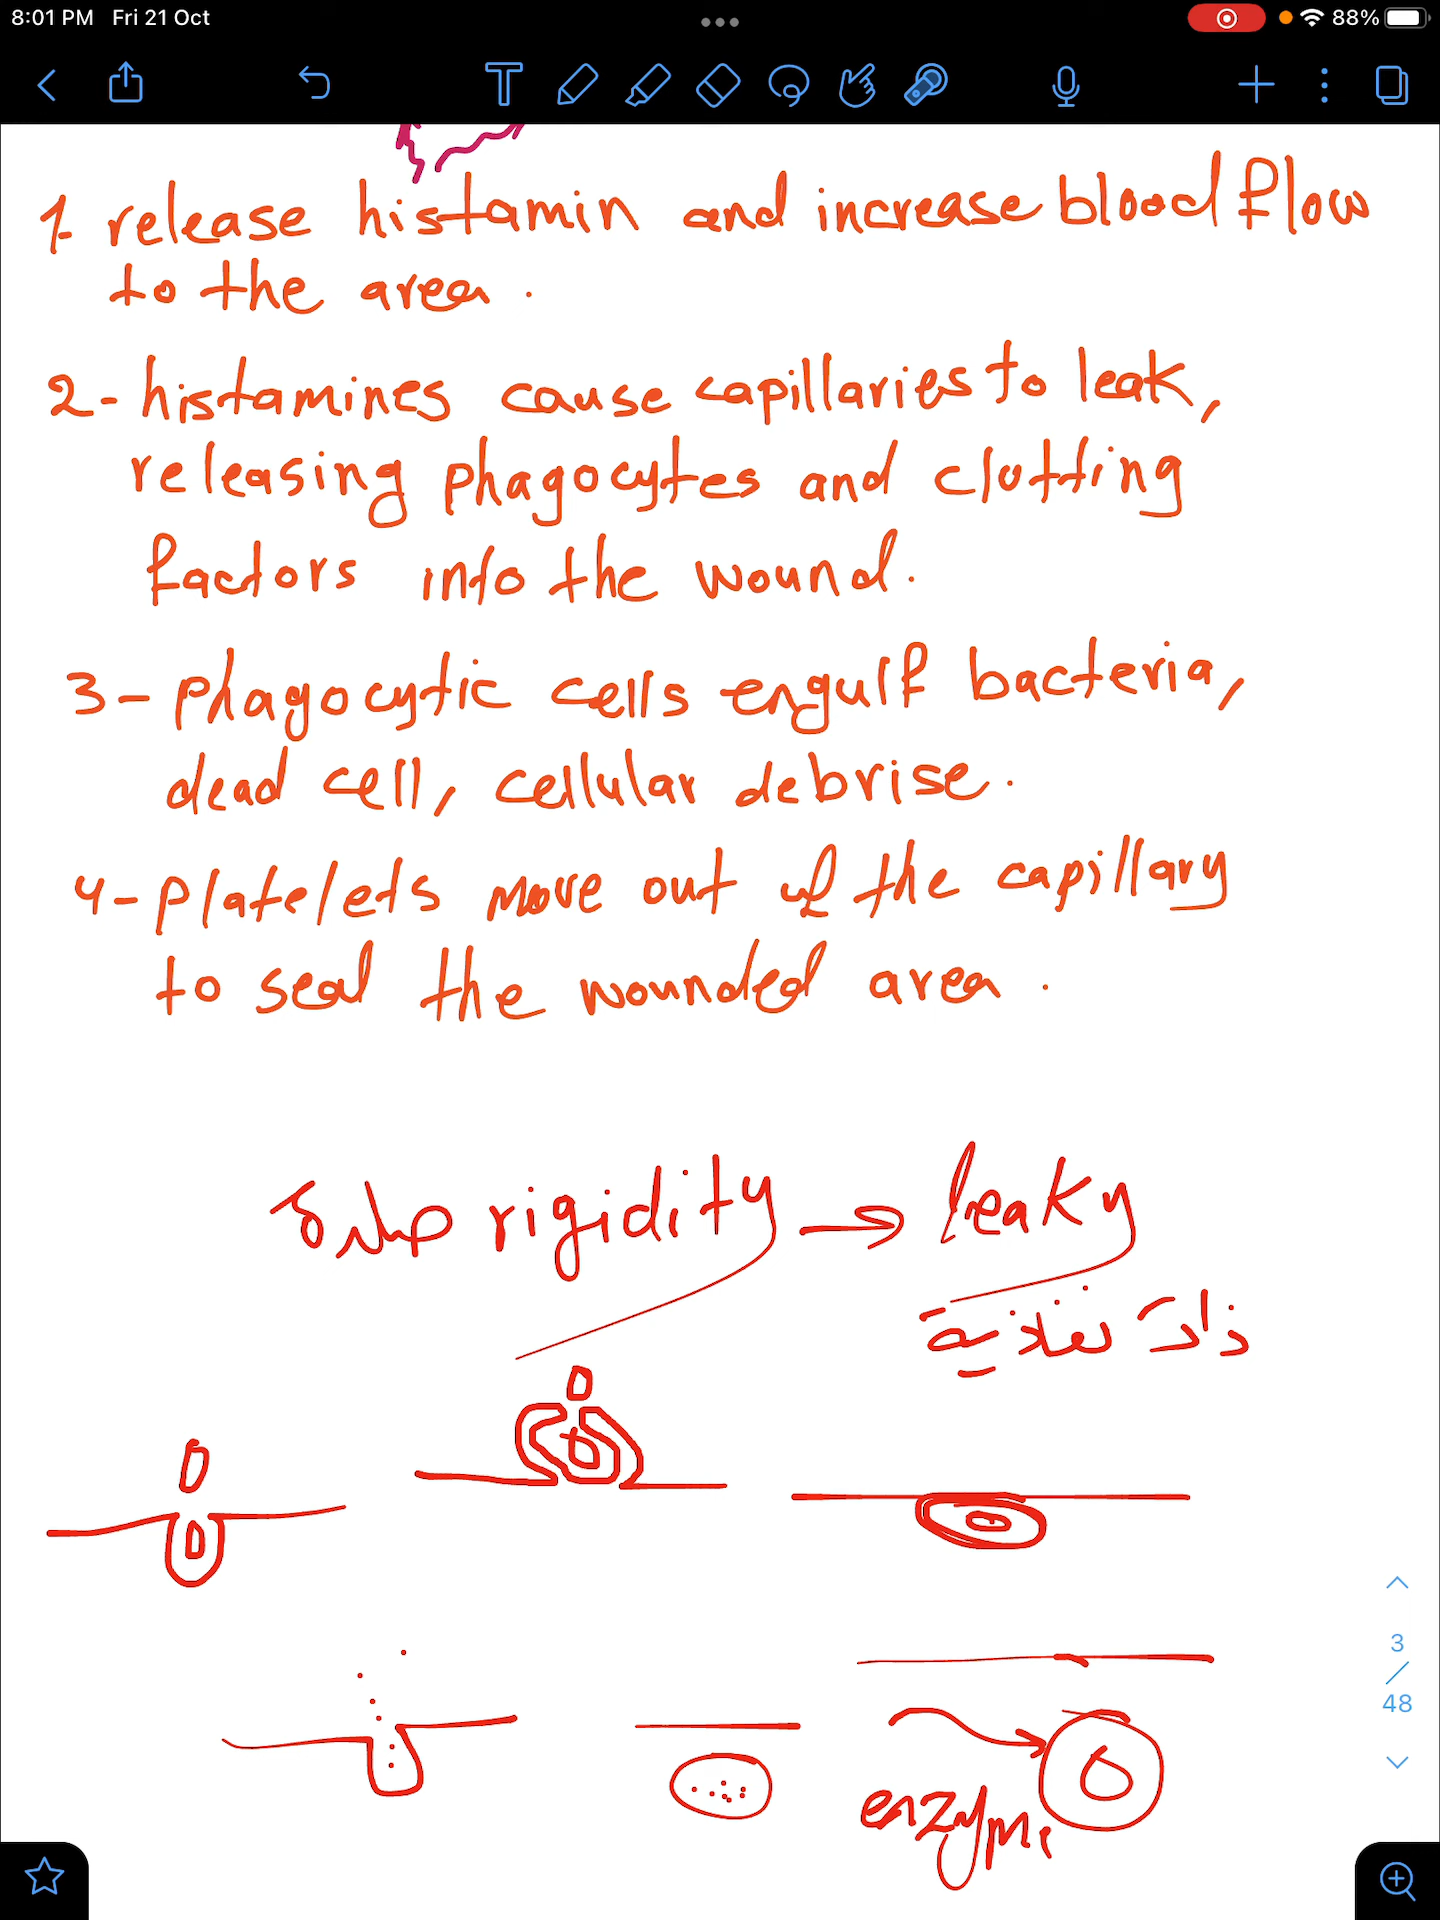 8:01 PM Fri 21 Oct
88%
1- release histamin and increase blood flow
to the area.
2- histamines cause capillaries to leak,
releasing phagocytes and clotting
factors into the wound.
3- phagocytic cells engulf bacteria,
dead cell, cellular debrise.
4- platelets move out of the capillary
to seal the wounded area.
صلابة rigidity → leaky
ذات نفاذية
3
/
48
enzyme